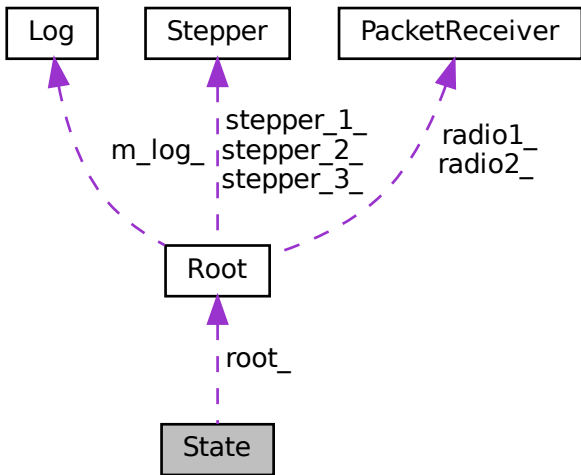 Log
Stepper
PacketReceiver
m_log_
stepper_1_
stepper_2_
stepper_3_
radio1_
radio2_
Root
root_
State